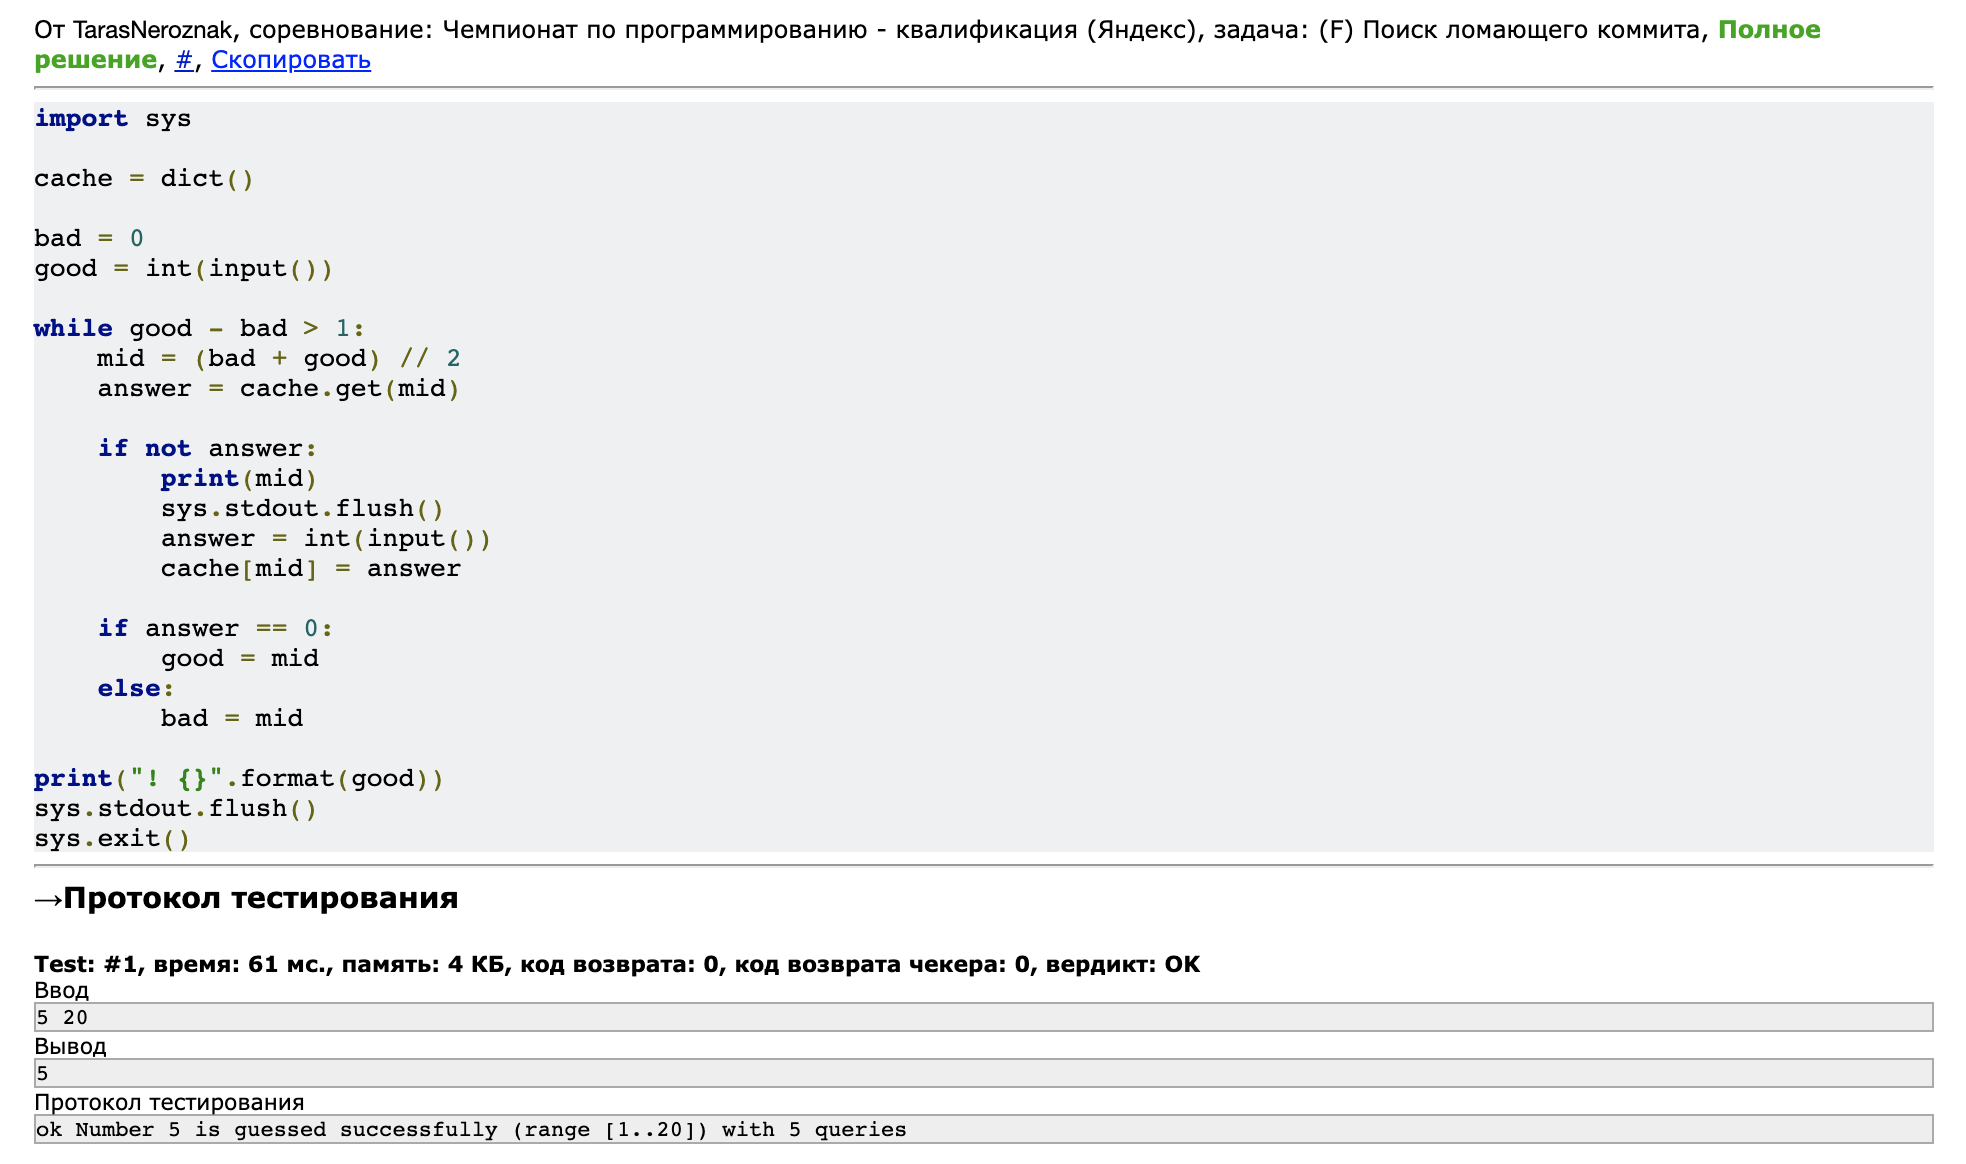 От TarasNeroznak, соревнование: Чемпионат по программированию - квалификация (Яндекс), задача: (F) Поиск ломающего коммита, Полное
решение, #, Скопировать
import sys
cache = dict()
bad = 0
good = int(input())
while good - bad > 1:
    mid = (bad + good) // 2
    answer = cache.get(mid)
    if not answer:
        print(mid)
        sys.stdout.flush()
        answer = int(input())
        cache[mid] = answer
    if answer == 0:
        good = mid
    else:
        bad = mid
print("! {}".format(good))
sys.stdout.flush()
sys.exit()
→Протокол тестирования
Test: #1, время: 61 мс., память: 4 КБ, код возврата: 0, код возврата чекера: 0, вердикт: OK
Ввод
5 20
Вывод
5
Протокол тестирования
ok Number 5 is guessed successfully (range [1..20]) with 5 queries